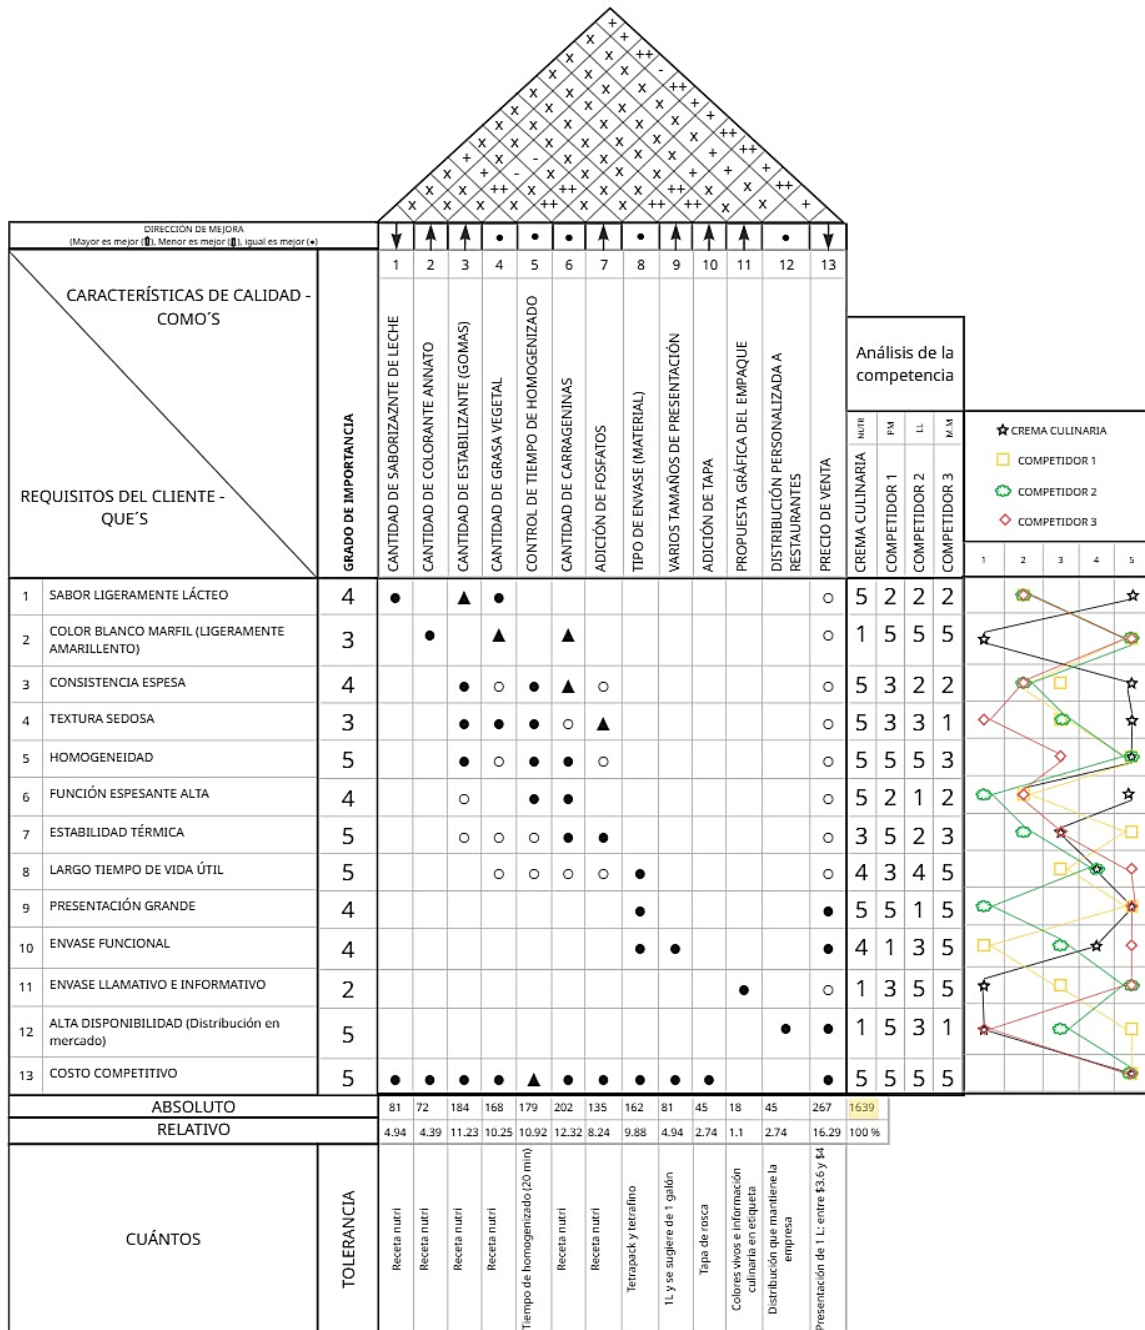 DIRECCIÓN DE MEJORA
(Mayor es mejor (⇧), Menor es mejor (⇩), igual es mejor (•)
1 2 3 4 5 6 7 8 9 10 11 12 13
CARACTERÍSTICAS DE CALIDAD -
COMO´S
REQUISITOS DEL CLIENTE -
QUE´S
GRADO DE IMPORTANCIA
CANTIDAD DE SABORIZAZNTE DE LECHE
CANTIDAD DE COLORANTE ANNATO
CANTIDAD DE ESTABILIZANTE (GOMAS)
CANTIDAD DE GRASA VEGETAL
CONTROL DE TIEMPO DE HOMOGENIZADO
CANTIDAD DE CARRAGENINAS
ADICIÓN DE FOSFATOS
TIPO DE ENVASE (MATERIAL)
VARIOS TAMAÑOS DE PRESENTACIÓN
ADICIÓN DE TAPA
PROPUESTA GRÁFICA DEL EMPAQUE
DISTRIBUCIÓN PERSONALIZADA A
RESTAURANTES
PRECIO DE VENTA
Análisis de la
competencia
CREMA CULINARIA NUTR
COMPETIDOR 1 PM
COMPETIDOR 2 LL
COMPETIDOR 3 M.M
CREMA CULINARIA
COMPETIDOR 1
COMPETIDOR 2
COMPETIDOR 3
1 2 3 4 5
1 SABOR LIGERAMENTE LÁCTEO 4 5 2 2 2
2 COLOR BLANCO MARFIL (LIGERAMENTE
AMARILLENTO) 3 1 5 5 5
3 CONSISTENCIA ESPESA 4 5 3 2 2
4 TEXTURA SEDOSA 3 5 3 3 1
5 HOMOGENEIDAD 5 5 5 5 3
6 FUNCIÓN ESPESANTE ALTA 4 5 2 1 2
7 ESTABILIDAD TÉRMICA 5 3 5 2 3
8 LARGO TIEMPO DE VIDA ÚTIL 5 4 3 4 5
9 PRESENTACIÓN GRANDE 4 5 5 1 5
10 ENVASE FUNCIONAL 4 4 1 3 5
11 ENVASE LLAMATIVO E INFORMATIVO 2 1 3 5 5
12 ALTA DISPONIBILIDAD (Distribución en
mercado) 5 1 5 3 1
13 COSTO COMPETITIVO 5 5 5 5 5
ABSOLUTO 81 72 184 168 179 202 135 162 81 45 18 45 267 1639
RELATIVO 4.94 4.39 11.23 10.25 10.92 12.32 8.24 9.88 4.94 2.74 1.1 2.74 16.29 100 %
CUÁNTOS
TOLERANCIA
Receta nutri
Receta nutri
Receta nutri
Receta nutri
Tiempo de homogenizado (20 min)
Receta nutri
Receta nutri
Tetrapack y tetrafino
1L y se sugiere de 1 galón
Tapa de rosca
Colores vivos e información
culinaria en etiqueta
Distribución que mantiene la
empresa
Presentación de 1 L: entre $3.6 y $4